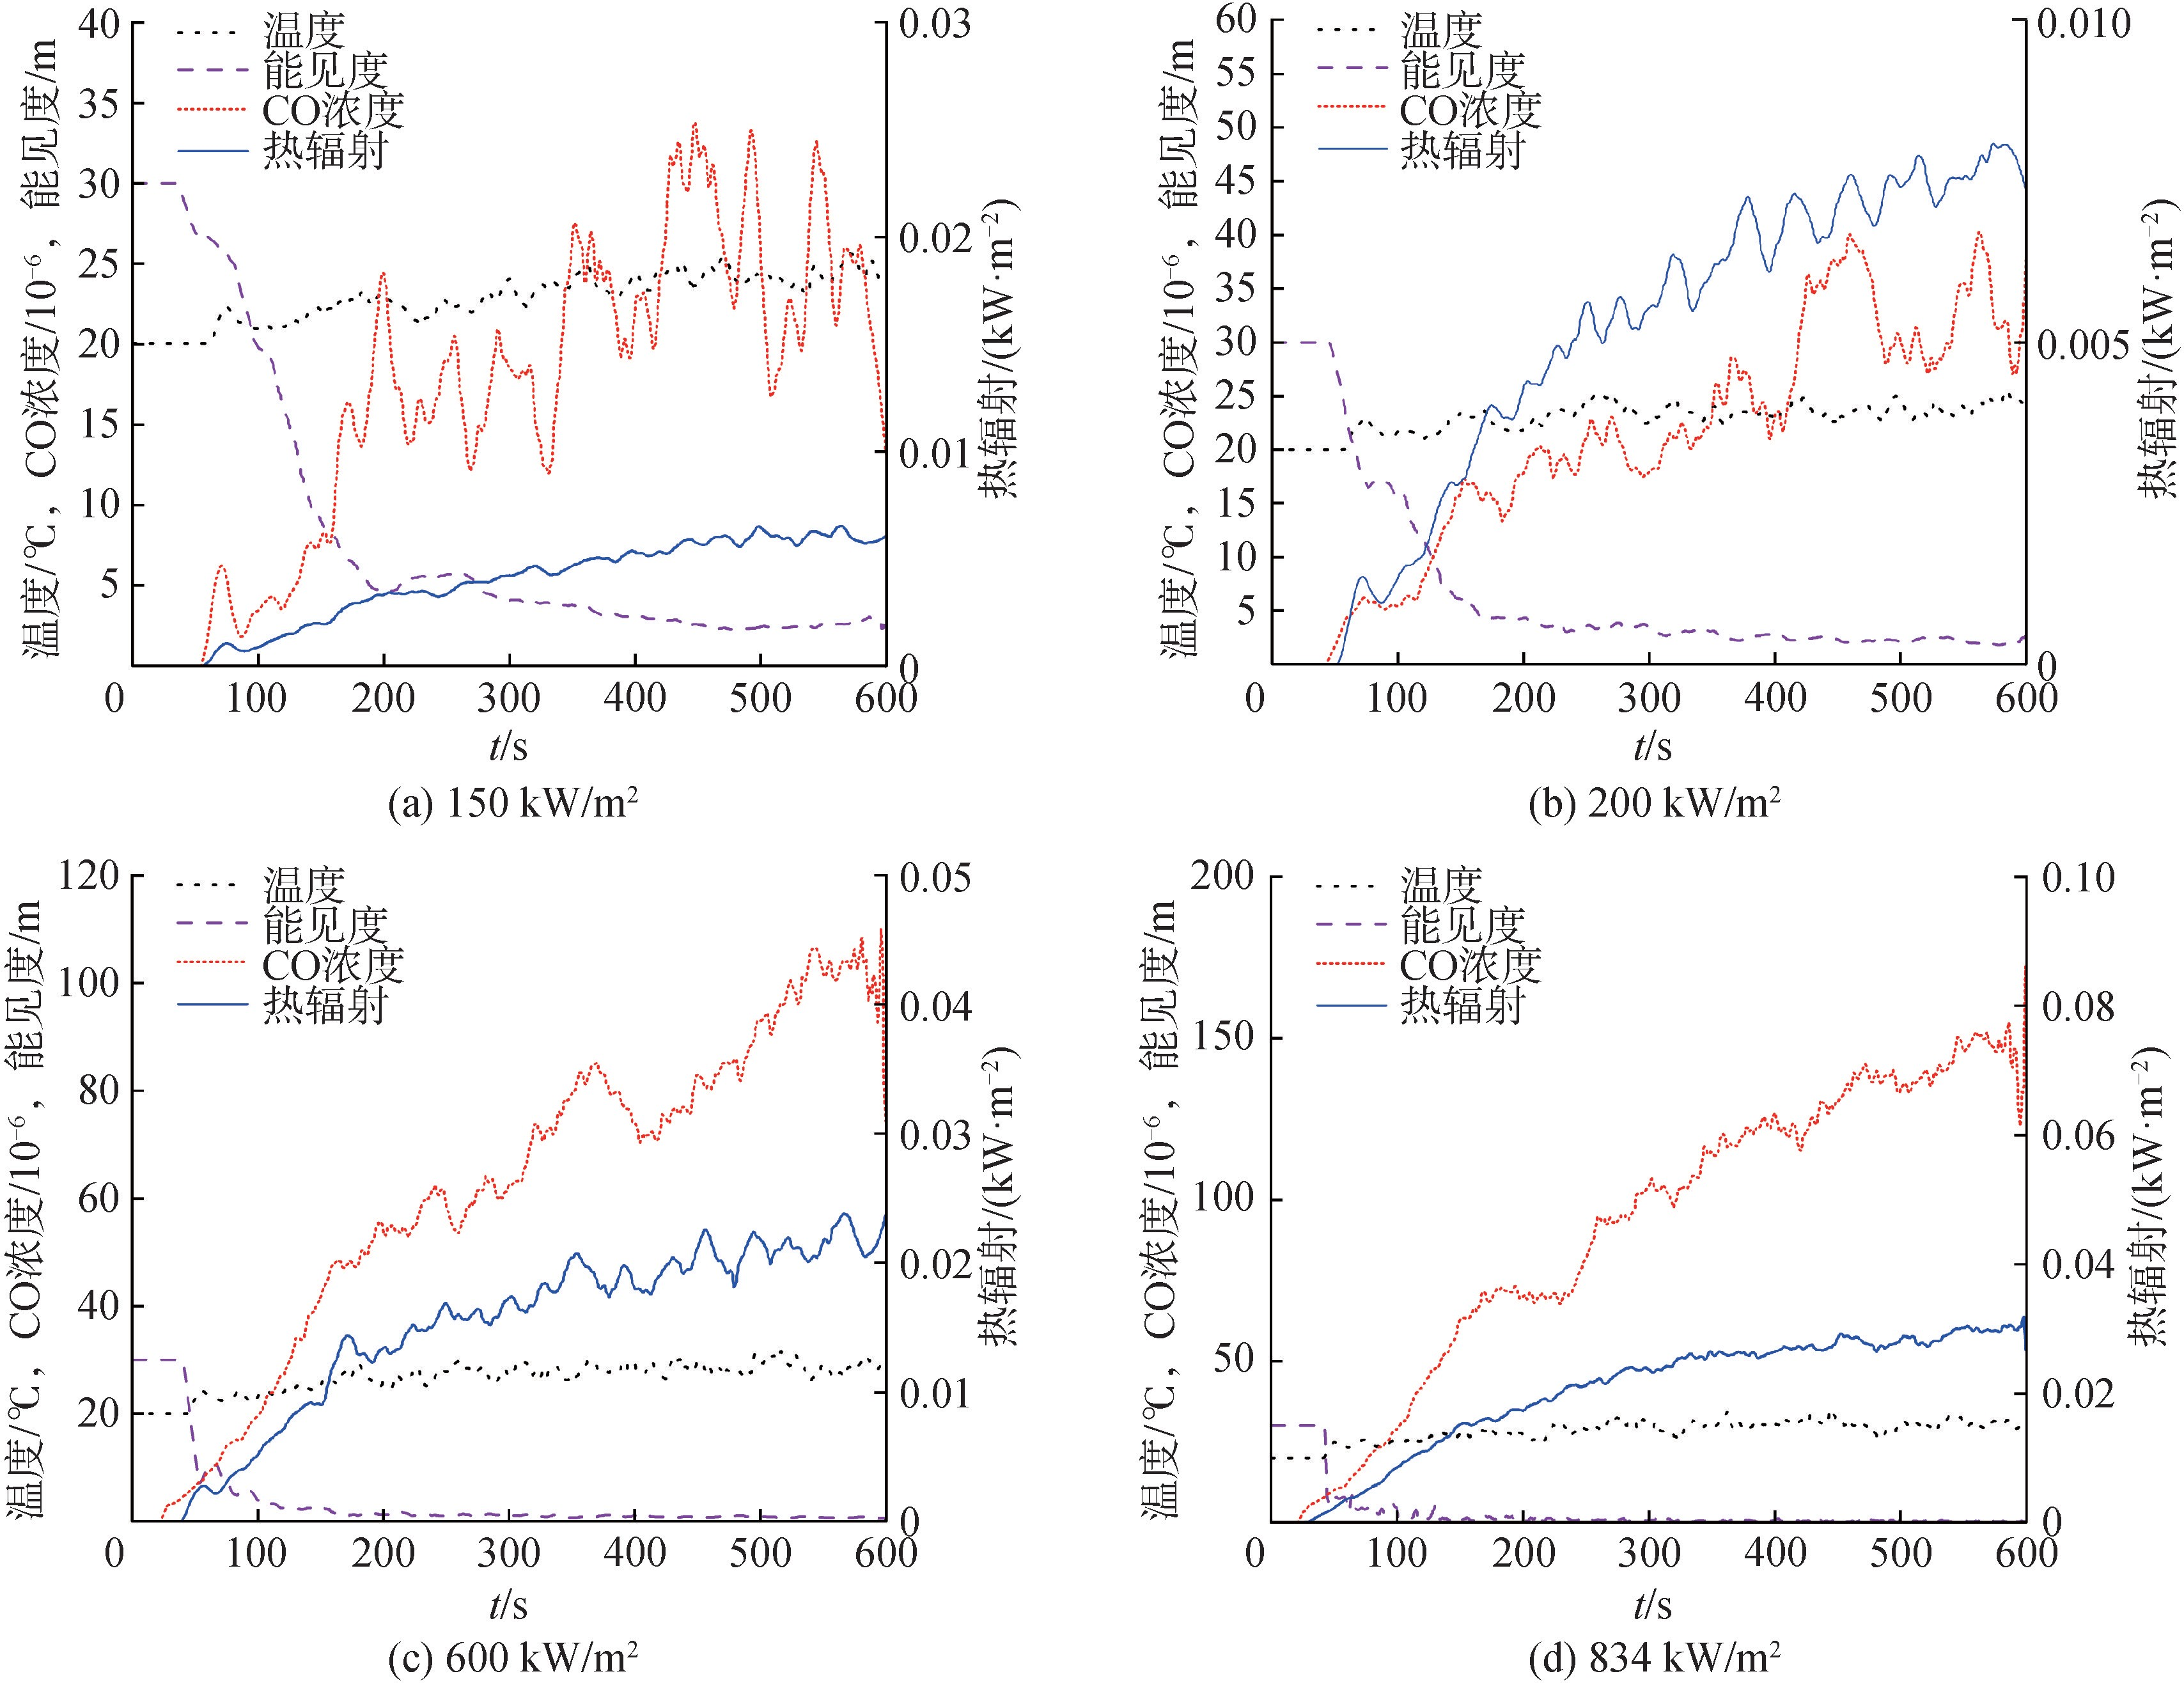 温度/℃, CO浓度/10⁻⁶, 能见度/m
40
35
30
25
20
15
10
5
温度
能见度
CO浓度
热辐射
0.03
0.02
0.01
0
热辐射/(kW·m⁻²)
0 100 200 300 400 500 600
t/s
(a) 150 kW/m²
温度/℃, CO浓度/10⁻⁶, 能见度/m
60
55
50
45
40
35
30
25
20
15
10
5
温度
能见度
CO浓度
热辐射
0.010
0.005
0
热辐射/(kW·m⁻²)
0 100 200 300 400 500 600
t/s
(b) 200 kW/m²
温度/℃, CO浓度/10⁻⁶, 能见度/m
120
100
80
60
40
20
温度
能见度
CO浓度
热辐射
0.05
0.04
0.03
0.02
0.01
0
热辐射/(kW·m⁻²)
0 100 200 300 400 500 600
t/s
(c) 600 kW/m²
温度/℃, CO浓度/10⁻⁶, 能见度/m
200
150
100
50
温度
能见度
CO浓度
热辐射
0.10
0.08
0.06
0.04
0.02
0
热辐射/(kW·m⁻²)
0 100 200 300 400 500 600
t/s
(d) 834 kW/m²